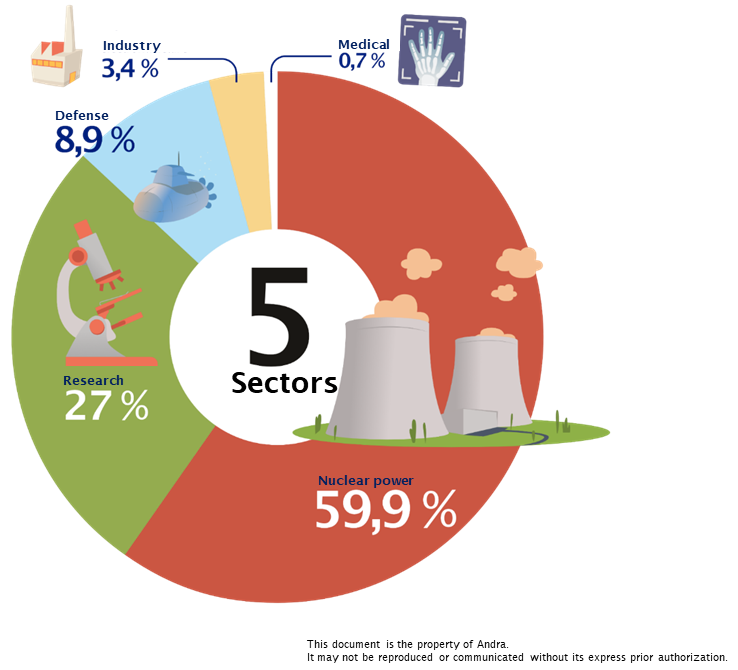 Industry
3,4 %
Medical
0,7 %
Defense
8,9 %
5
Sectors
Research
27 %
Nuclear power
59,9 %
This document is the property of Andra.
It may not be reproduced or communicated without its express prior authorization.